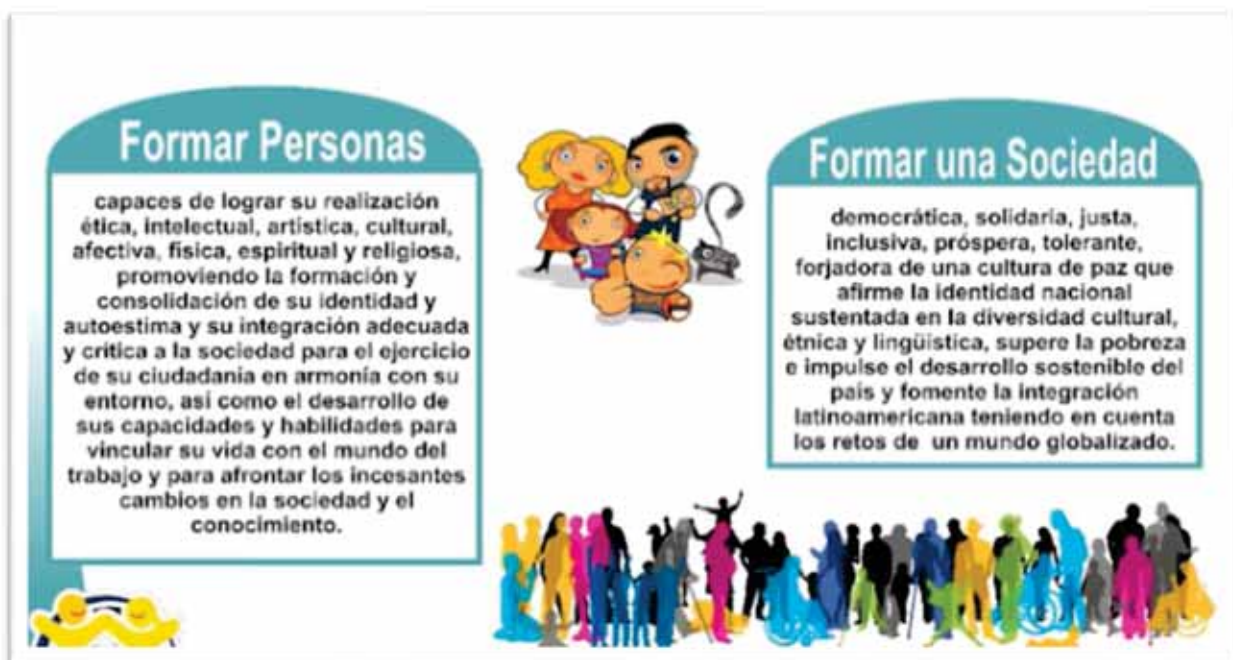 Formar Personas
capaces de lograr su realización
ética, intelectual, artística, cultural,
afectiva, física, espiritual y religiosa,
promoviendo la formación y
consolidación de su identidad y
autoestima y su integración adecuada
y crítica a la sociedad para el ejercicio
de su ciudadanía en armonía con su
entorno, así como el desarrollo de
sus capacidades y habilidades para
vincular su vida con el mundo del
trabajo y para afrontar los incesantes
cambios en la sociedad y el
conocimiento.
Formar una Sociedad
democrática, solidaria, justa,
inclusiva, próspera, tolerante,
forjadora de una cultura de paz que
afirme la identidad nacional
sustentada en la diversidad cultural,
étnica y lingüística, supere la pobreza
e impulse el desarrollo sostenible del
país y fomente la integración
latinoamericana teniendo en cuenta
los retos de un mundo globalizado.